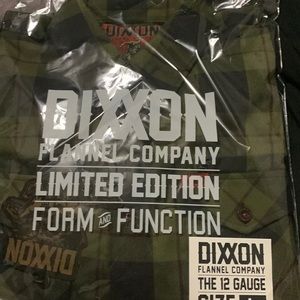 DIXXON
DIXXON
FLANNEL COMPANY
LIMITED EDITION
FORM AND FUNCTION
DIXXON
DIXXON
FLANNEL COMPANY
THE 12 GAUGE